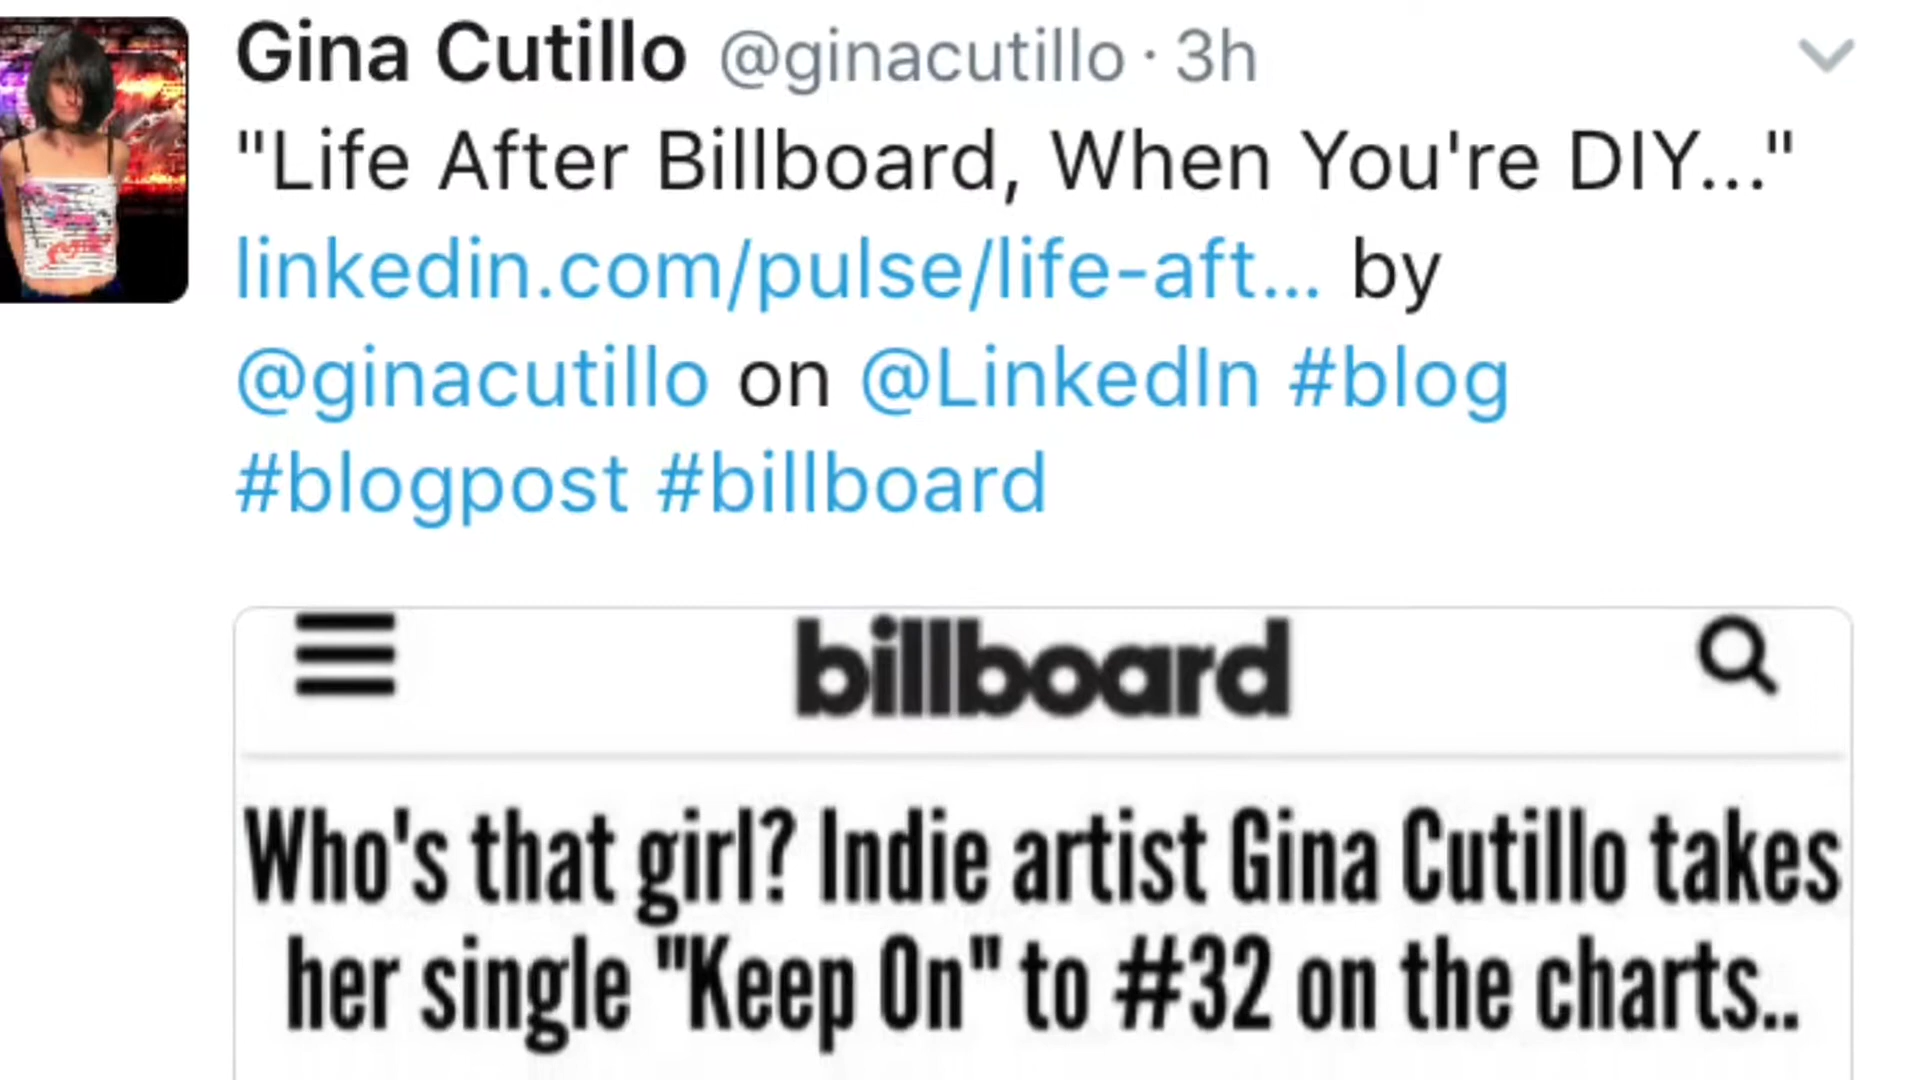 Gina Cutillo @ginacutillo · 3h
"Life After Billboard, When You're DIY..."
linkedin.com/pulse/life-aft... by
@ginacutillo on @LinkedIn #blog
#blogpost #billboard
billboard
Who's that girl? Indie artist Gina Cutillo takes
her single "Keep On" to #32 on the charts..